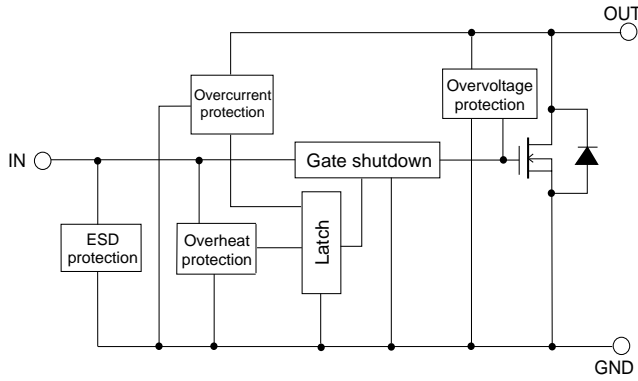 OUT
Overcurrent
protection
Overvoltage
protection
IN
Gate shutdown
ESD
protection
Overheat
protection
Latch
GND